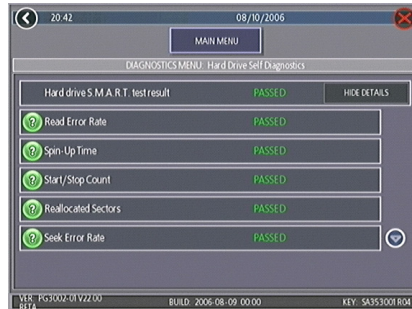 20:42 08/10/2006
MAIN MENU
DIAGNOSTICS MENU: Hard Drive Self Diagnostics
Hard drive S.M.A.R.T. test result PASSED HIDE DETAILS
Read Error Rate PASSED
Spin-Up Time PASSED
Start/Stop Count PASSED
Reallocated Sectors PASSED
Seek Error Rate PASSED
VER: PG3002-01 V22.00 BUILD: 2006-08-09 00:00 KEY: SA353001 R04
BETA